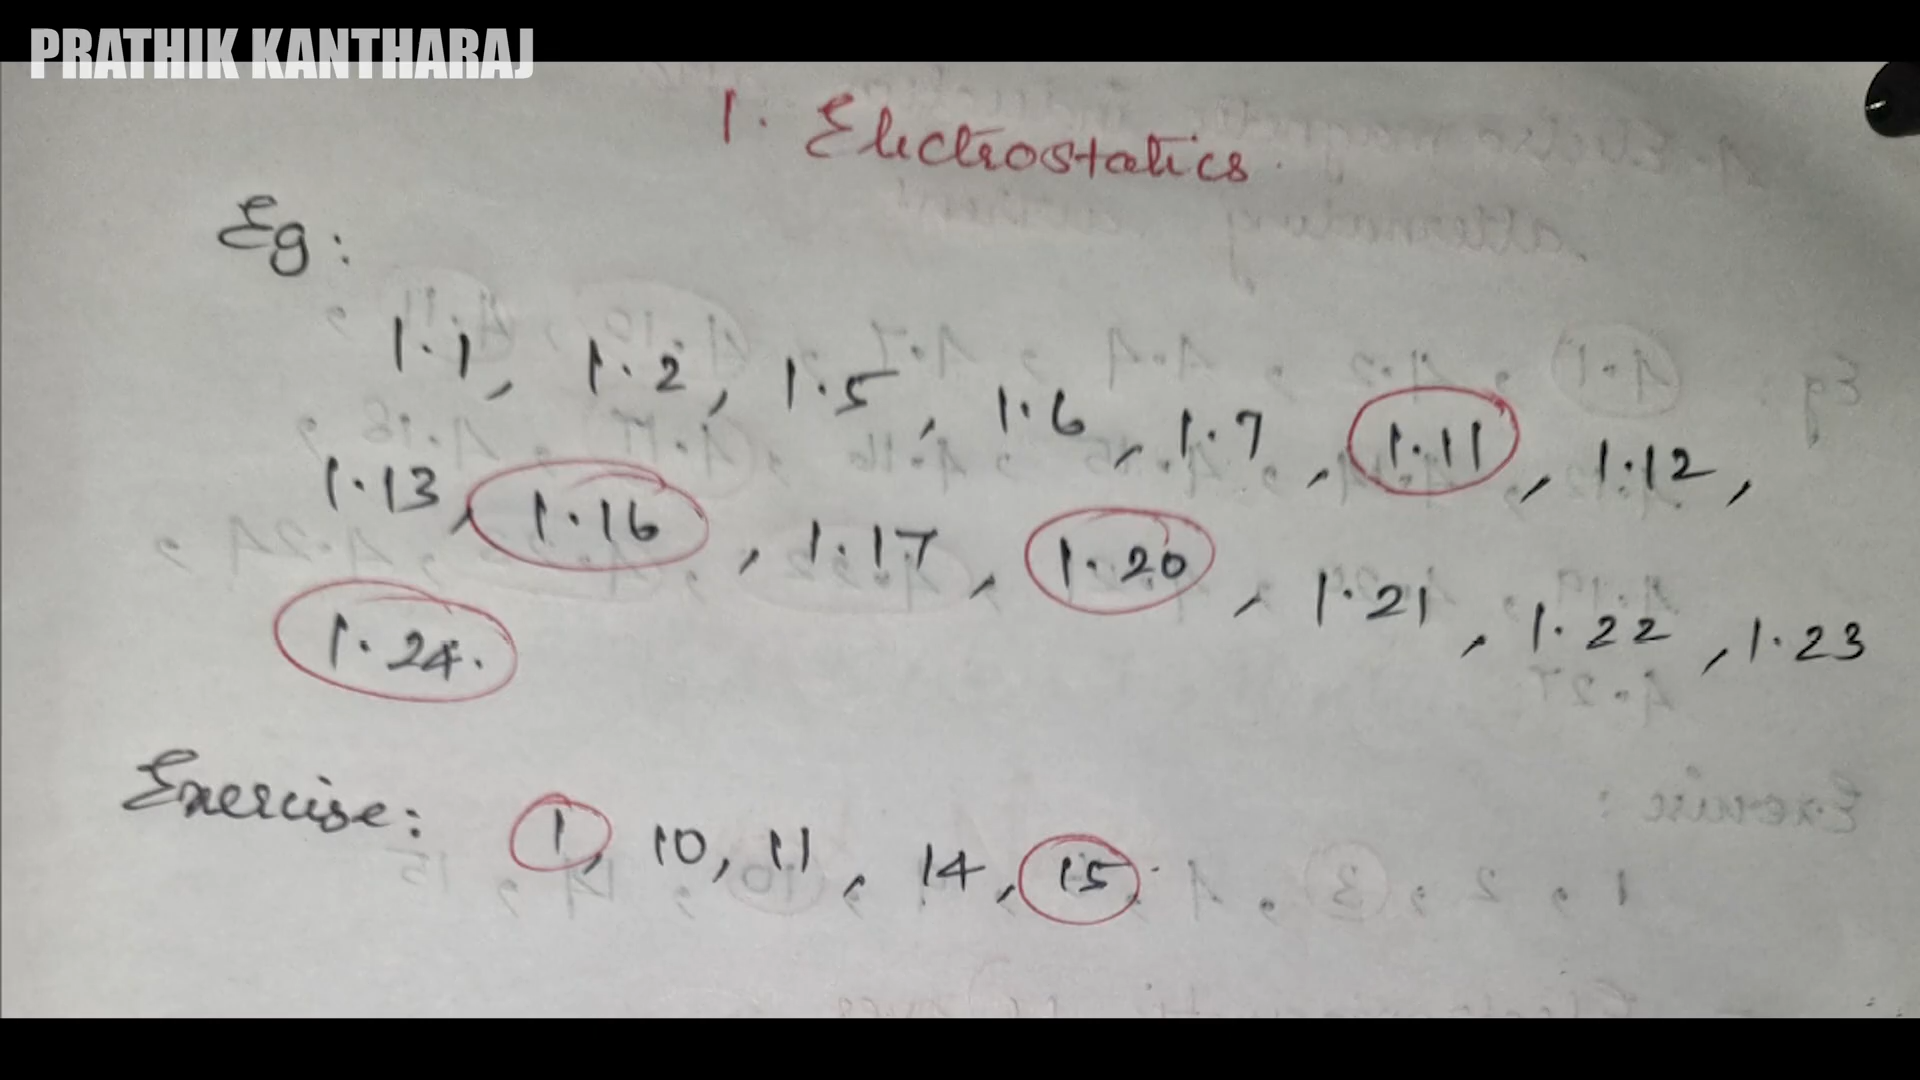 PRATHIK KANTHARAJ
1. Electrostatics
Eg:
1.1, 1.2, 1.5, 1.6, 1.7, 1.11, 1.12,
1.13, 1.16, 1.17, 1.20, 1.21, 1.22, 1.23
1.24.
Exercise: 1, 10, 11, 14, 15.